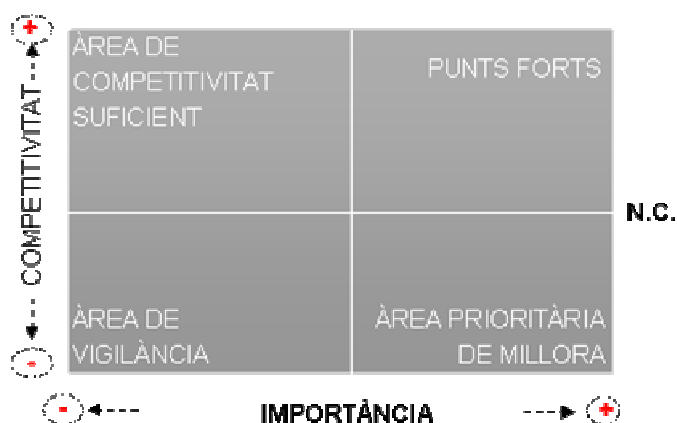 +
ÀREA DE
COMPETITIVITAT
SUFICIENT
PUNTS FORTS
COMPETITIVITAT
N.C.
ÀREA DE
VIGILÀNCIA
ÀREA PRIORITÀRIA
DE MILLORA
-
-
IMPORTÀNCIA
+